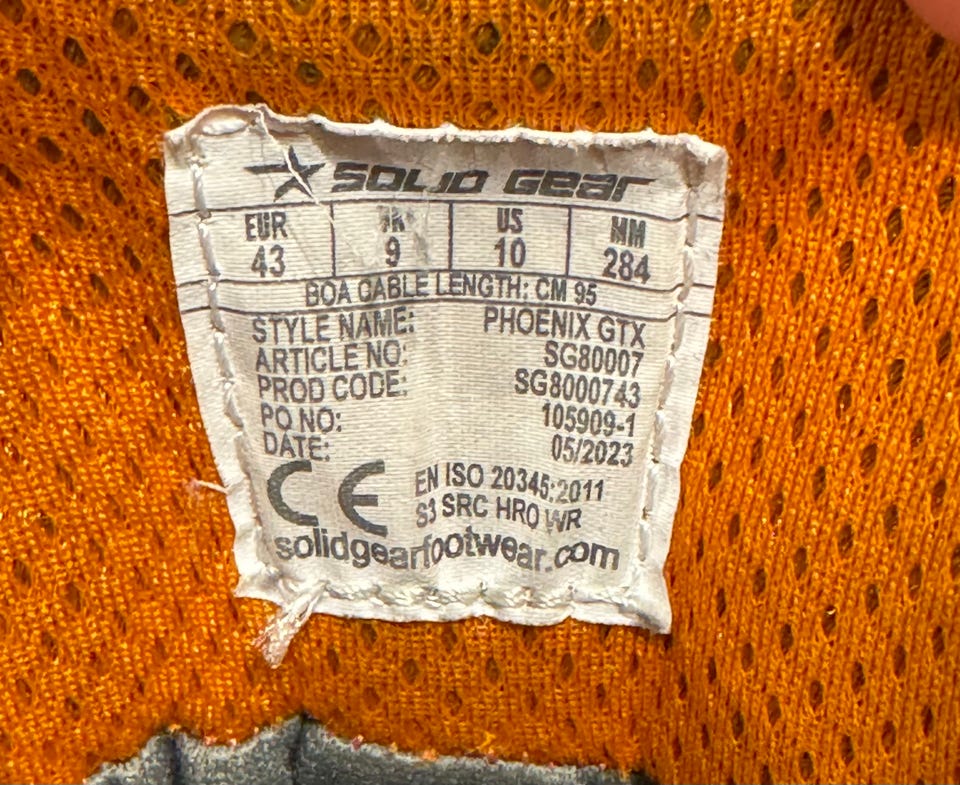 SOLID GEAR
EUR UK US MM
43 9 10 284
BOA CABLE LENGTH: CM 95
STYLE NAME: PHOENIX GTX
ARTICLE NO: SG80007
PROD CODE: SG8000743
PO NO: 105909-1
DATE: 05/2023
CE EN ISO 20345:2011
S3 SRC HRO WR
solidgearfootwear.com